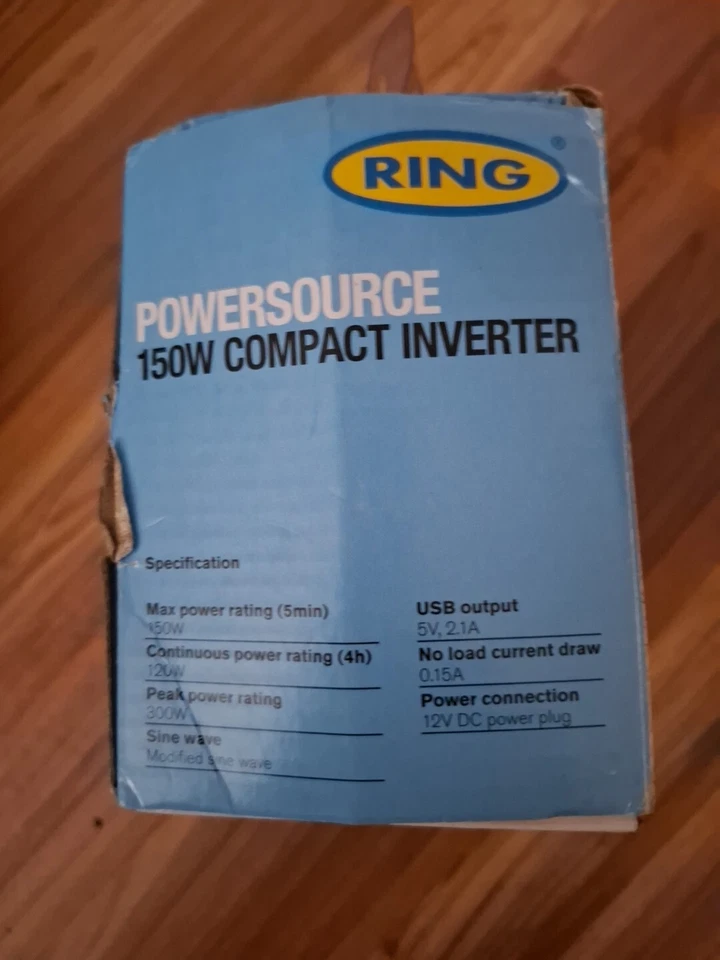 RING®
POWERSOURCE
150W COMPACT INVERTER
Specification
Max power rating (5min)
150W
Continuous power rating (4h)
120W
Peak power rating
300W
Sine wave
Modified sine wave
USB output
5V, 2.1A
No load current draw
0.15A
Power connection
12V DC power plug